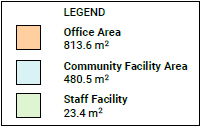 LEGEND
Office Area
813.6 m²
Community Facility Area
480.5 m²
Staff Facility
23.4 m²